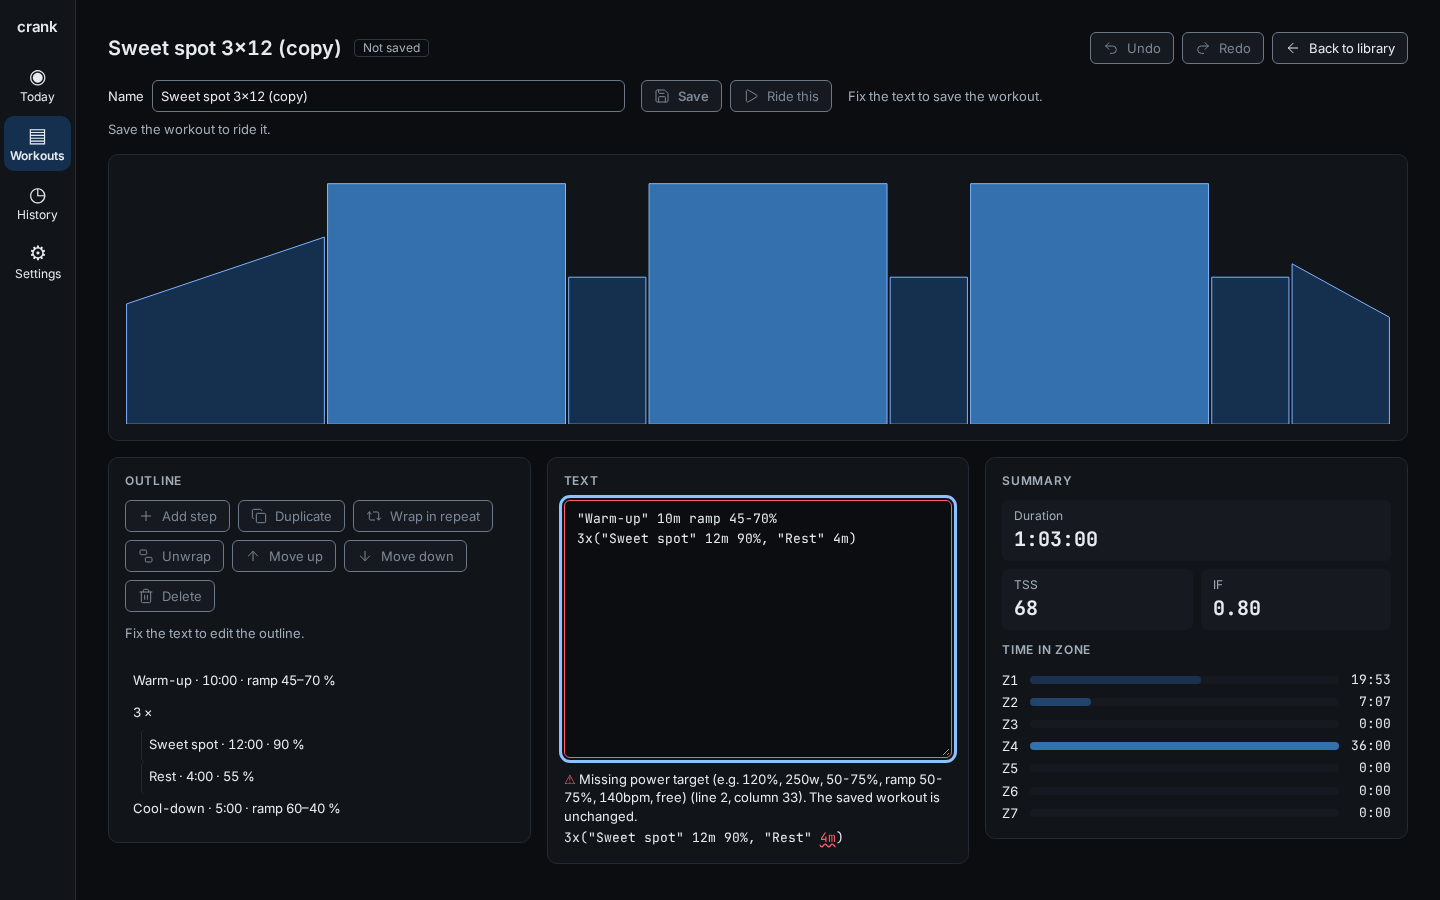 crank
Today
Workouts
History
Settings
Sweet spot 3×12 (copy)
Not saved
Undo
Redo
Back to library
Name
Sweet spot 3×12 (copy)
Save
Ride this
Fix the text to save the workout.
Save the workout to ride it.
OUTLINE
Add step
Duplicate
Wrap in repeat
Unwrap
Move up
Move down
Delete
Fix the text to edit the outline.
Warm-up · 10:00 · ramp 45–70 %
3 ×
Sweet spot · 12:00 · 90 %
Rest · 4:00 · 55 %
Cool-down · 5:00 · ramp 60–40 %
TEXT
"Warm-up" 10m ramp 45-70%
3x("Sweet spot" 12m 90%, "Rest" 4m)
⚠ Missing power target (e.g. 120%, 250w, 50-75%, ramp 50-
75%, 140bpm, free) (line 2, column 33). The saved workout is
unchanged.
3x("Sweet spot" 12m 90%, "Rest" 4m)
SUMMARY
Duration
1:03:00
TSS
68
IF
0.80
TIME IN ZONE
Z1 19:53
Z2 7:07
Z3 0:00
Z4 36:00
Z5 0:00
Z6 0:00
Z7 0:00